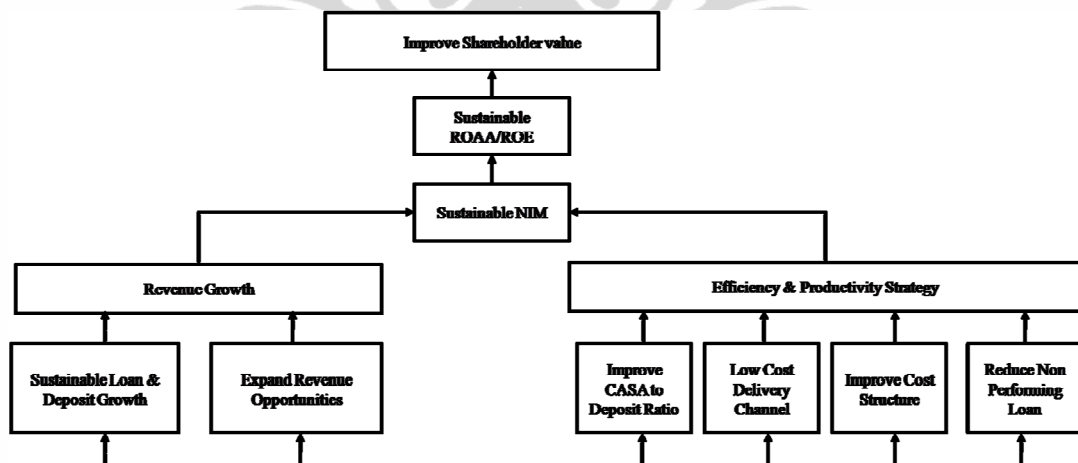 Improve Shareholder value
Sustainable
ROAA/ROE
Sustainable NIM
Revenue Growth
Efficiency & Productivity Strategy
Sustainable Loan &
Deposit Growth
Expand Revenue
Opportunities
Improve
CASA to
Deposit Ratio
Low Cost
Delivery
Channel
Improve Cost
Structure
Reduce Non
Performing
Loan